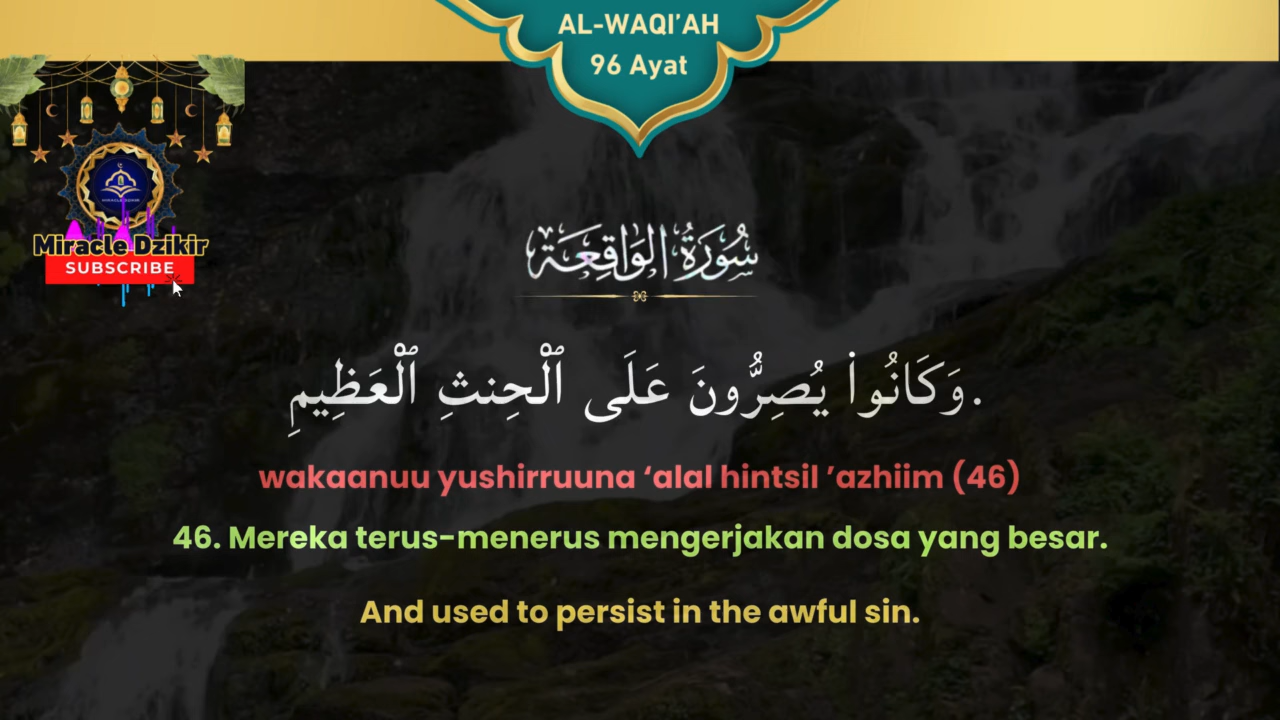 AL-WAQI’AH
96 Ayat
Miracle Dzikir
SUBSCRIBE
سُورَةُ الوَاقِعَة
وَكَانُوا۟ يُصِرُّونَ عَلَى ٱلْحِنثِ ٱلْعَظِيمِ.
wakaanuu yushirruuna ‘alal hintsil ’azhiim (46)
46. Mereka terus-menerus mengerjakan dosa yang besar.
And used to persist in the awful sin.